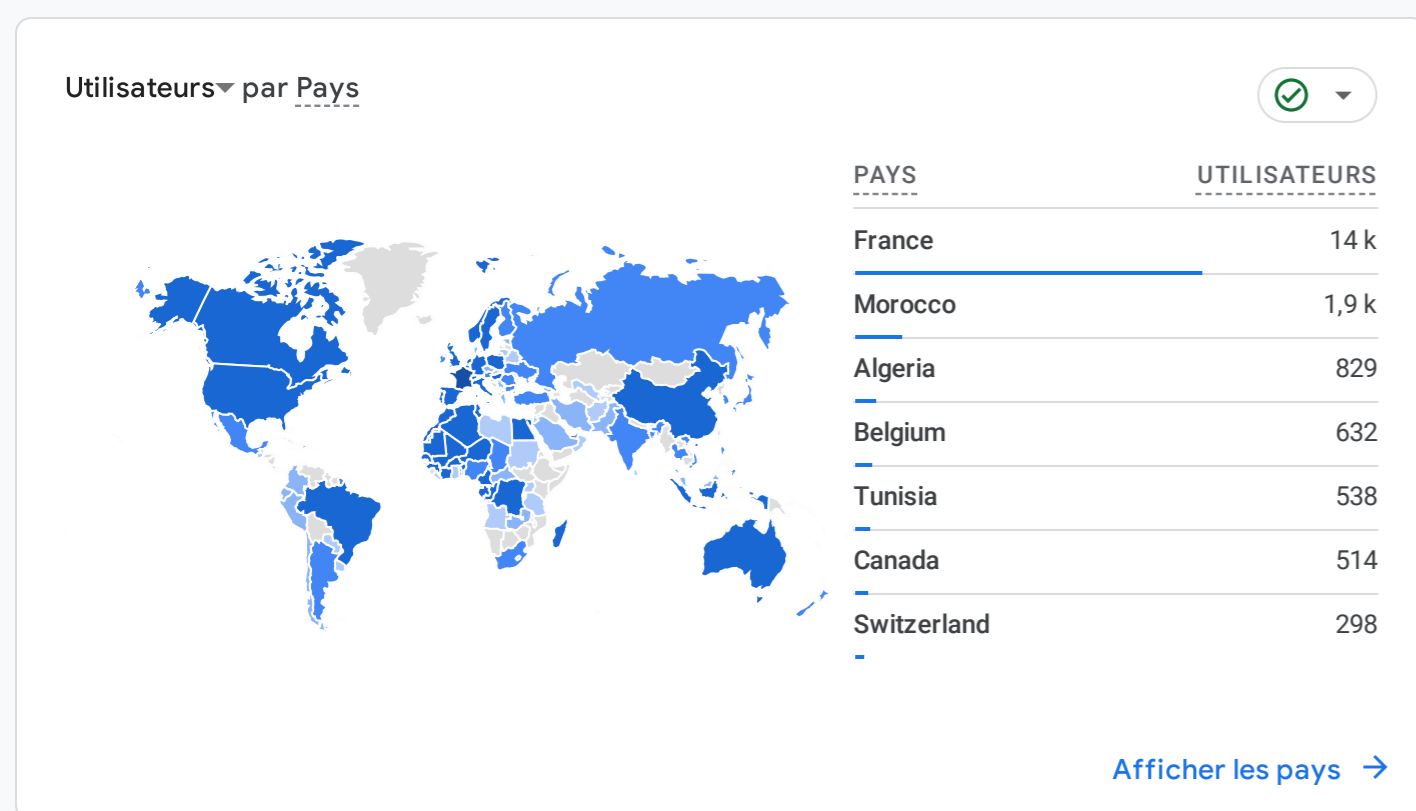 Utilisateurs par Pays
PAYS UTILISATEURS
France 14 k
Morocco 1,9 k
Algeria 829
Belgium 632
Tunisia 538
Canada 514
Switzerland 298
Afficher les pays